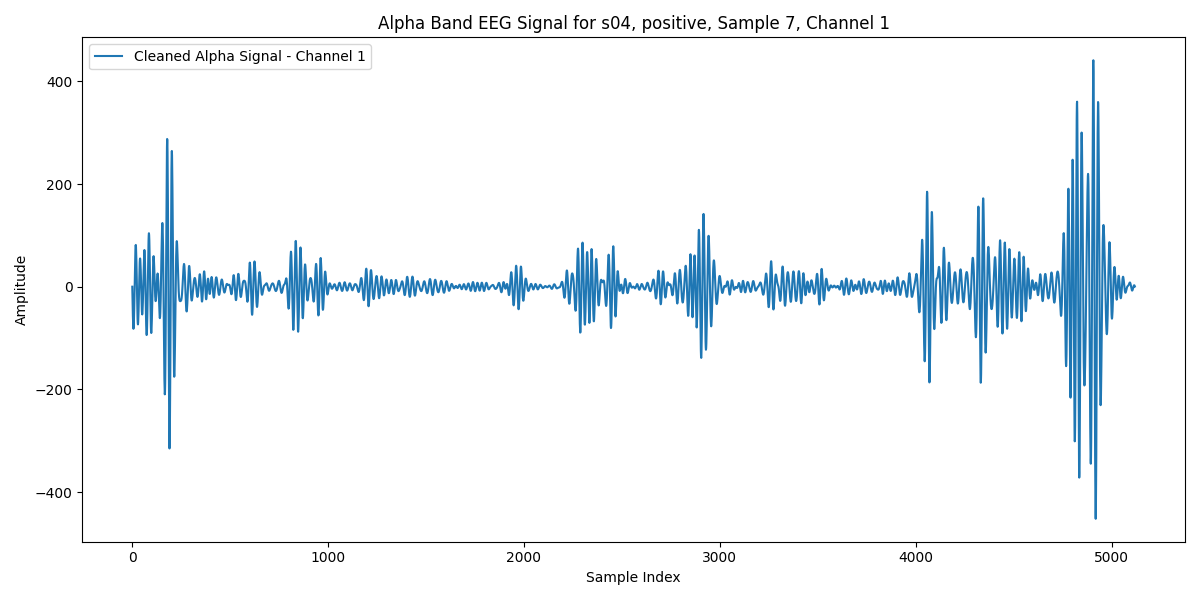 Alpha Band EEG Signal for s04, positive, Sample 7, Channel 1
Cleaned Alpha Signal - Channel 1
400
200
0
−200
−400
Amplitude
0 1000 2000 3000 4000 5000
Sample Index